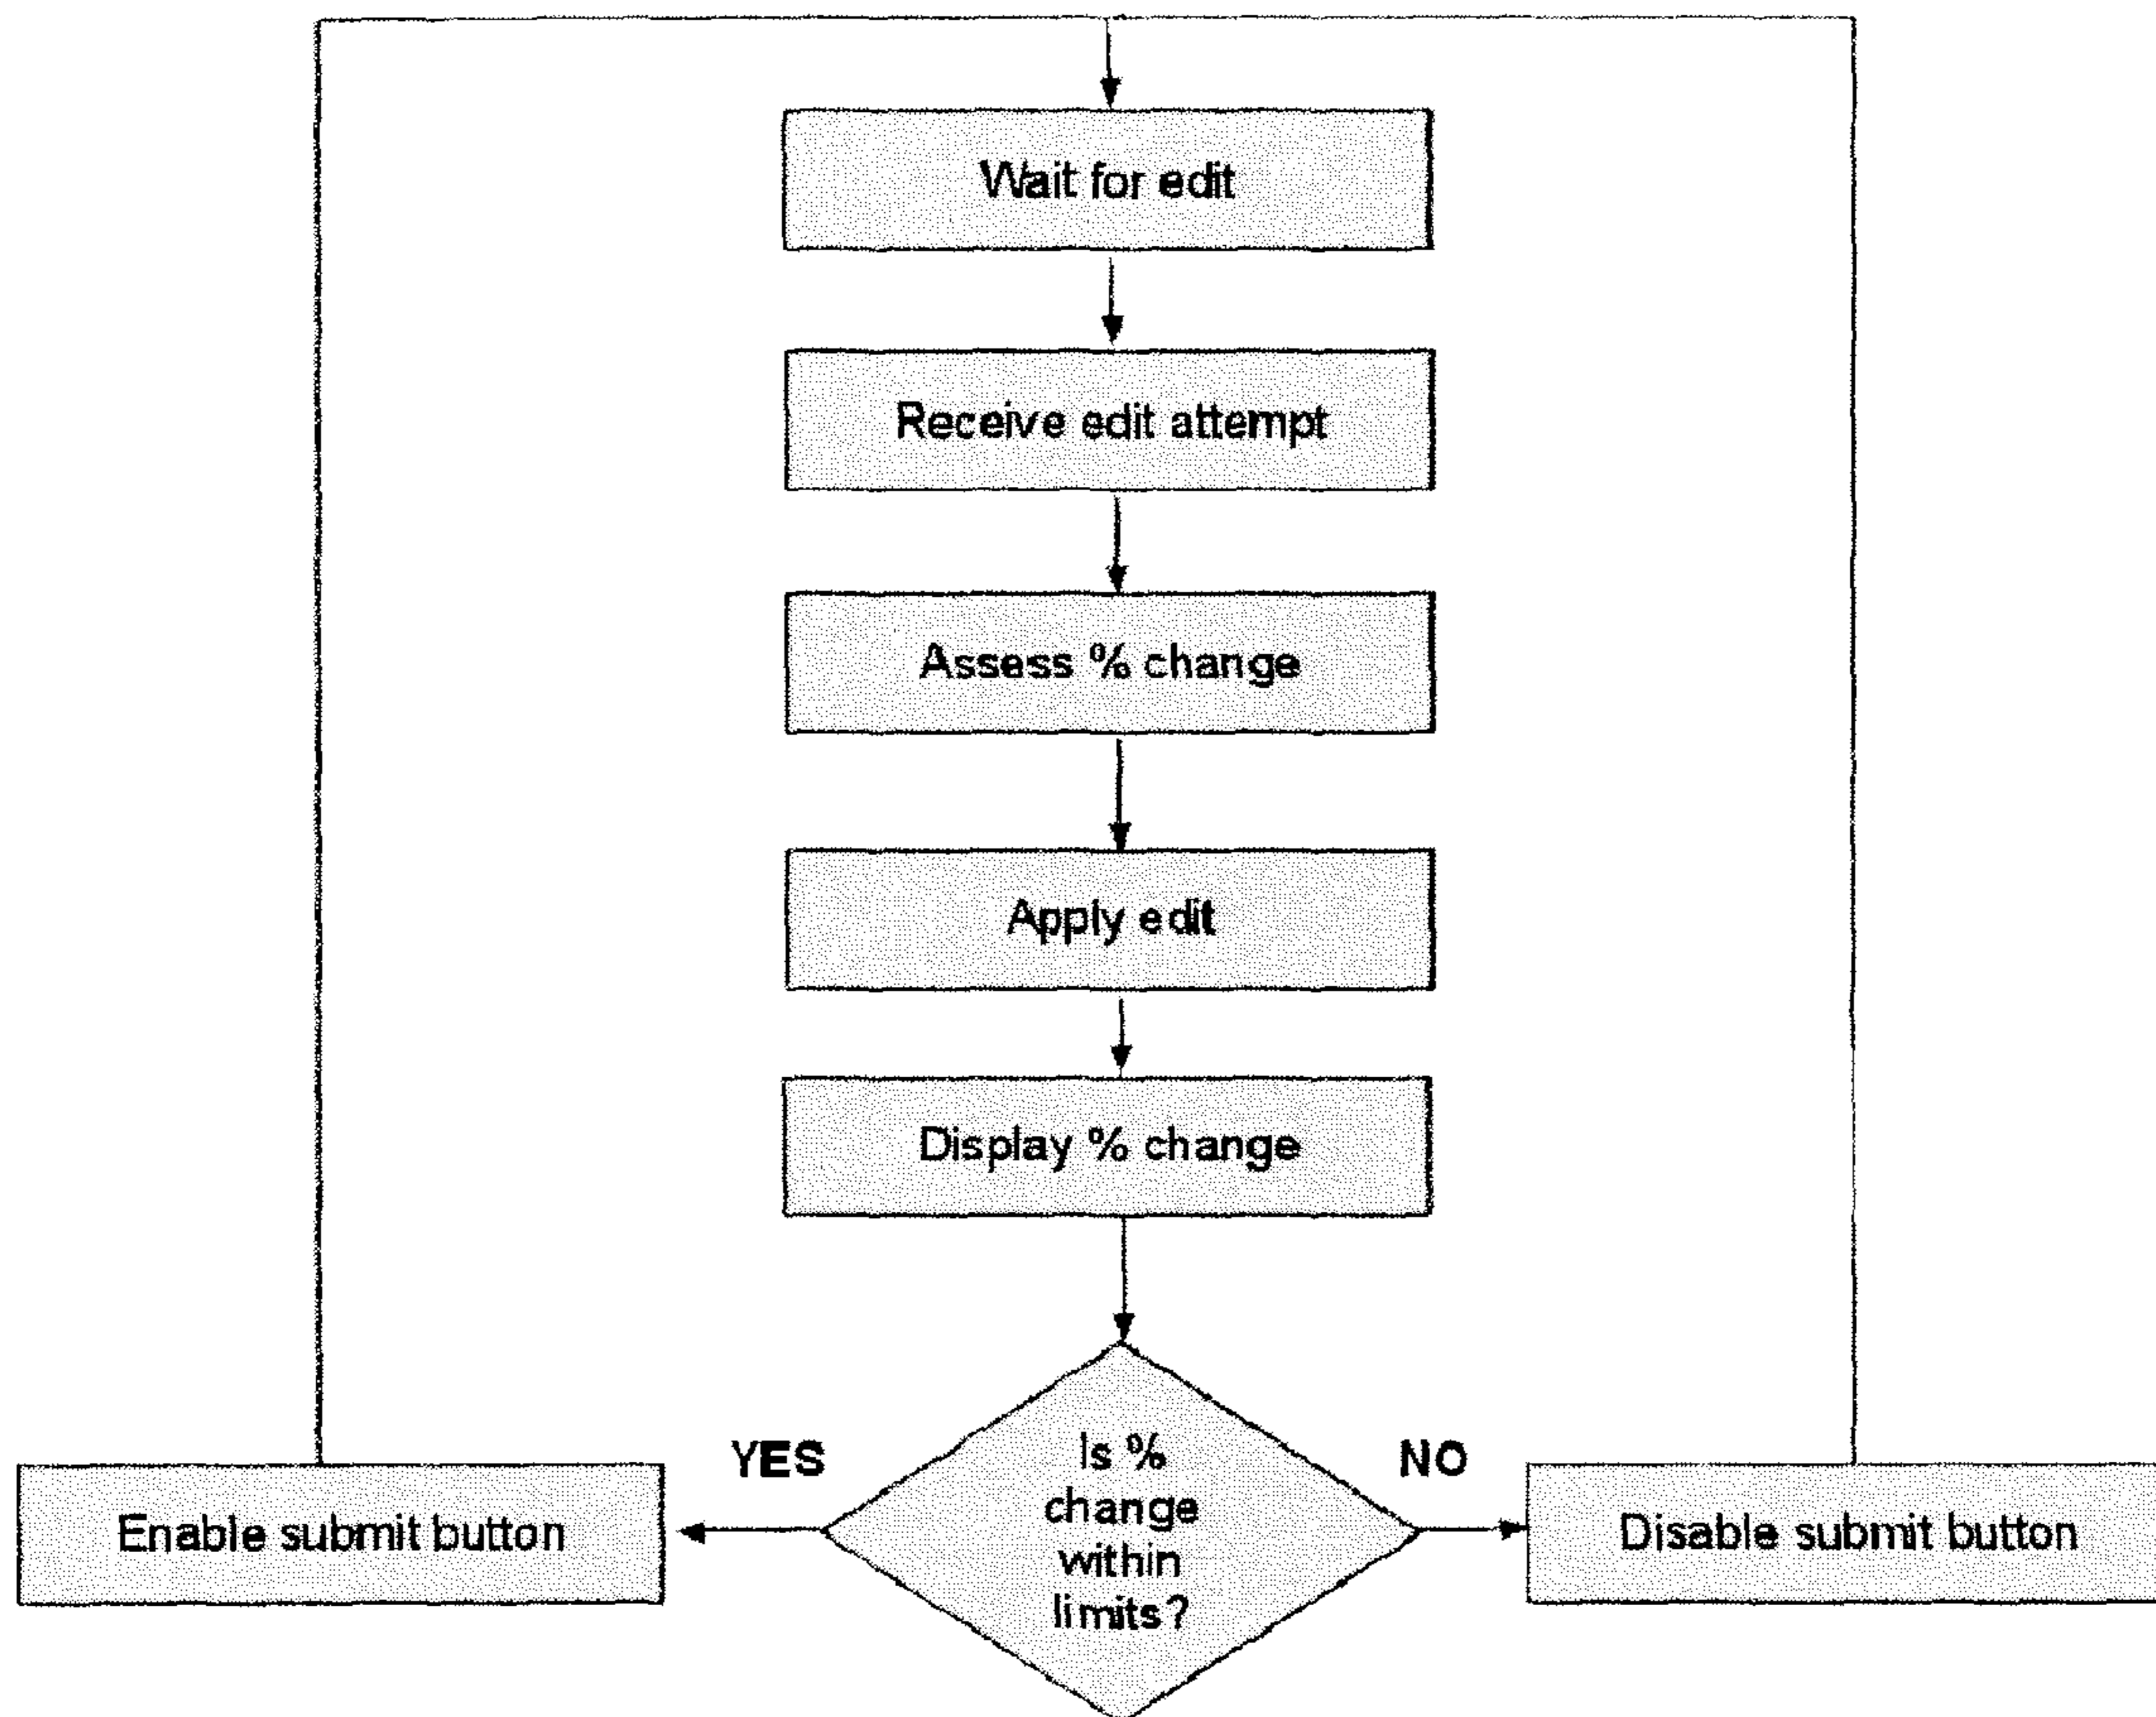 Wait for edit
Receive edit attempt
Assess % change
Apply edit
Display % change
Is %
change
within
limits?
YES
NO
Enable submit button
Disable submit button